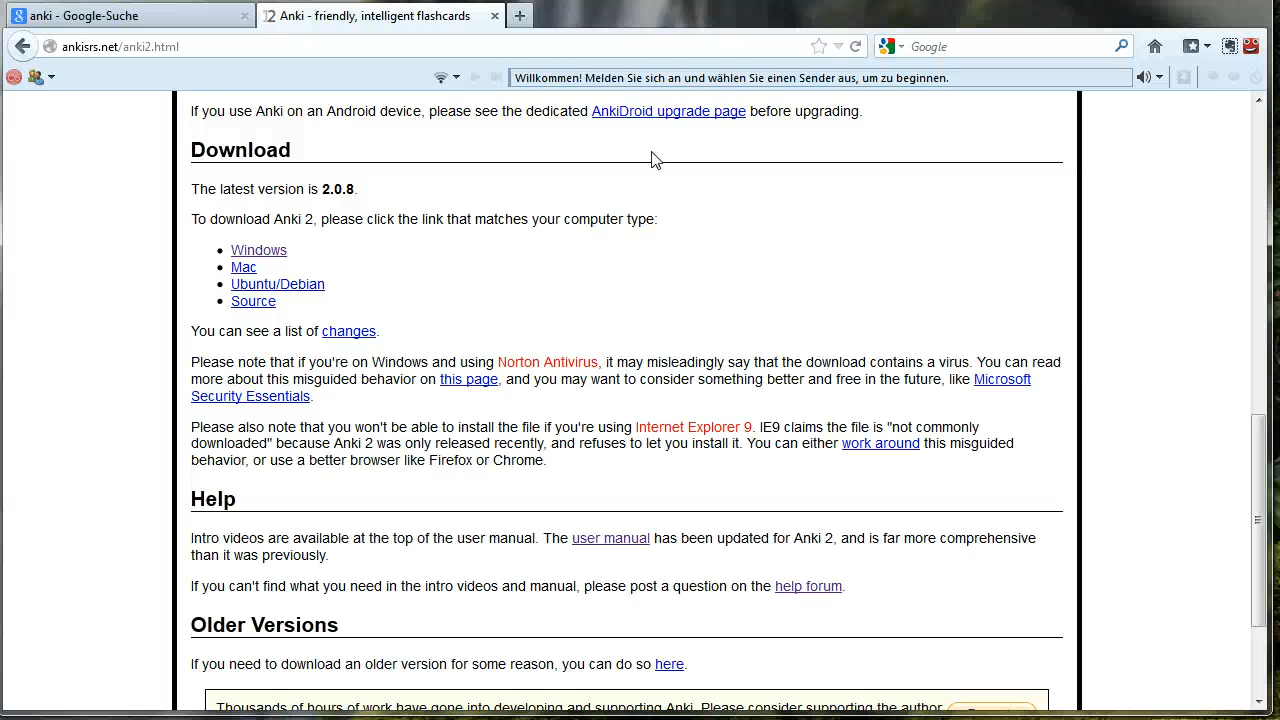 anki - Google-Suche
Anki - friendly, intelligent flashcards
ankisrs.net/anki2.html
Google
Willkommen! Melden Sie sich an und wählen Sie einen Sender aus, um zu beginnen.
If you use Anki on an Android device, please see the dedicated AnkiDroid upgrade page before upgrading.
Download
The latest version is 2.0.8.
To download Anki 2, please click the link that matches your computer type:
Windows
Mac
Ubuntu/Debian
Source
You can see a list of changes.
Please note that if you're on Windows and using Norton Antivirus, it may misleadingly say that the download contains a virus. You can read
more about this misguided behavior on this page, and you may want to consider something better and free in the future, like Microsoft
Security Essentials.
Please also note that you won't be able to install the file if you're using Internet Explorer 9. IE9 claims the file is "not commonly
downloaded" because Anki 2 was only released recently, and refuses to let you install it. You can either work around this misguided
behavior, or use a better browser like Firefox or Chrome.
Help
Intro videos are available at the top of the user manual. The user manual has been updated for Anki 2, and is far more comprehensive
than it was previously.
If you can't find what you need in the intro videos and manual, please post a question on the help forum.
Older Versions
If you need to download an older version for some reason, you can do so here.
Thousands of hours of work have gone into developing and supporting Anki. Please consider supporting the author